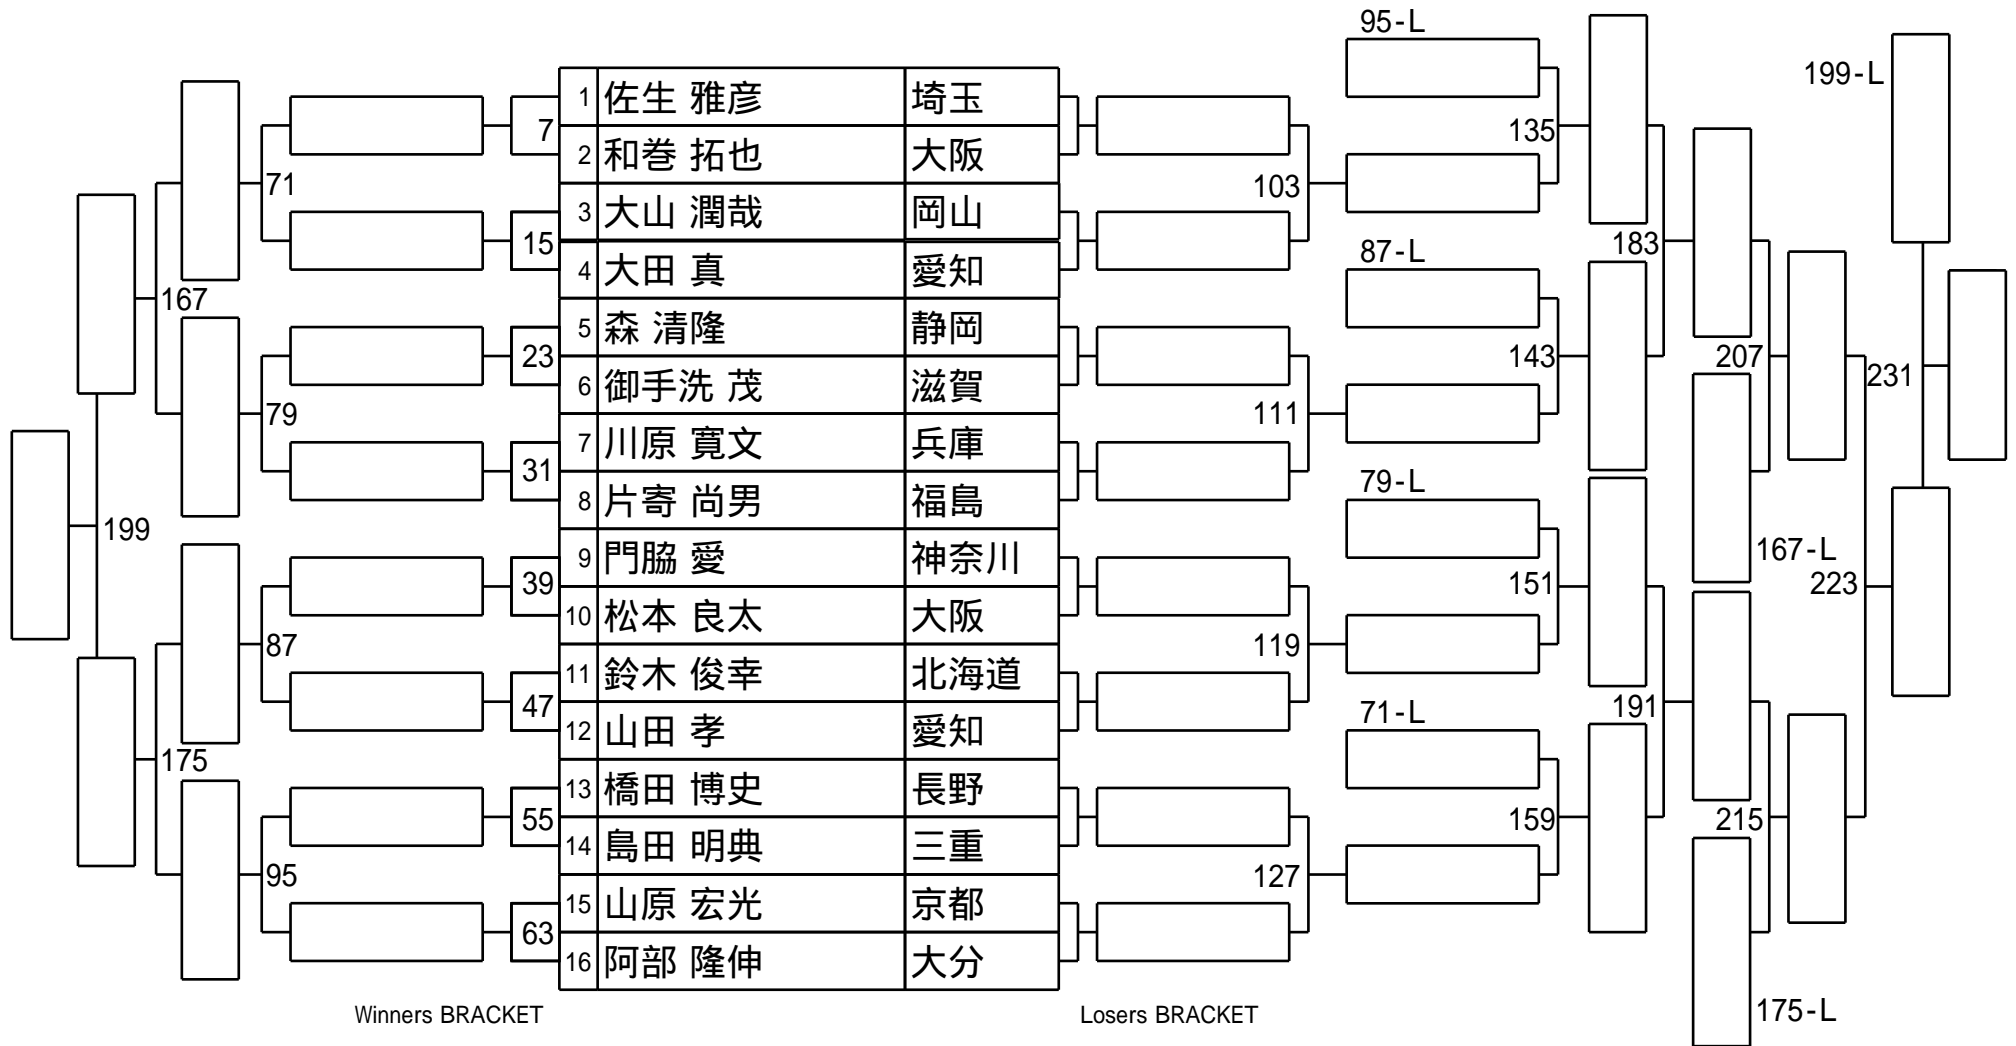 95-L
199-L
1 佐生 雅彦 埼玉
7
135
2 和巻 拓也 大阪
71
103
3 大山 潤哉 岡山
15
183
87-L
4 大田 真 愛知
167
5 森 清隆 静岡
23
143
207
6 御手洗 茂 滋賀
231
79
111
7 川原 寛文 兵庫
31
79-L
8 片寄 尚男 福島
199
167-L
9 門脇 愛 神奈川
39
151
223
10 松本 良太 大阪
87
119
11 鈴木 俊幸 北海道
47
71-L
191
12 山田 孝 愛知
175
13 橋田 博史 長野
55
159
215
14 島田 明典 三重
95
127
15 山原 宏光 京都
63
16 阿部 隆伸 大分
Winners BRACKET
Losers BRACKET
175-L